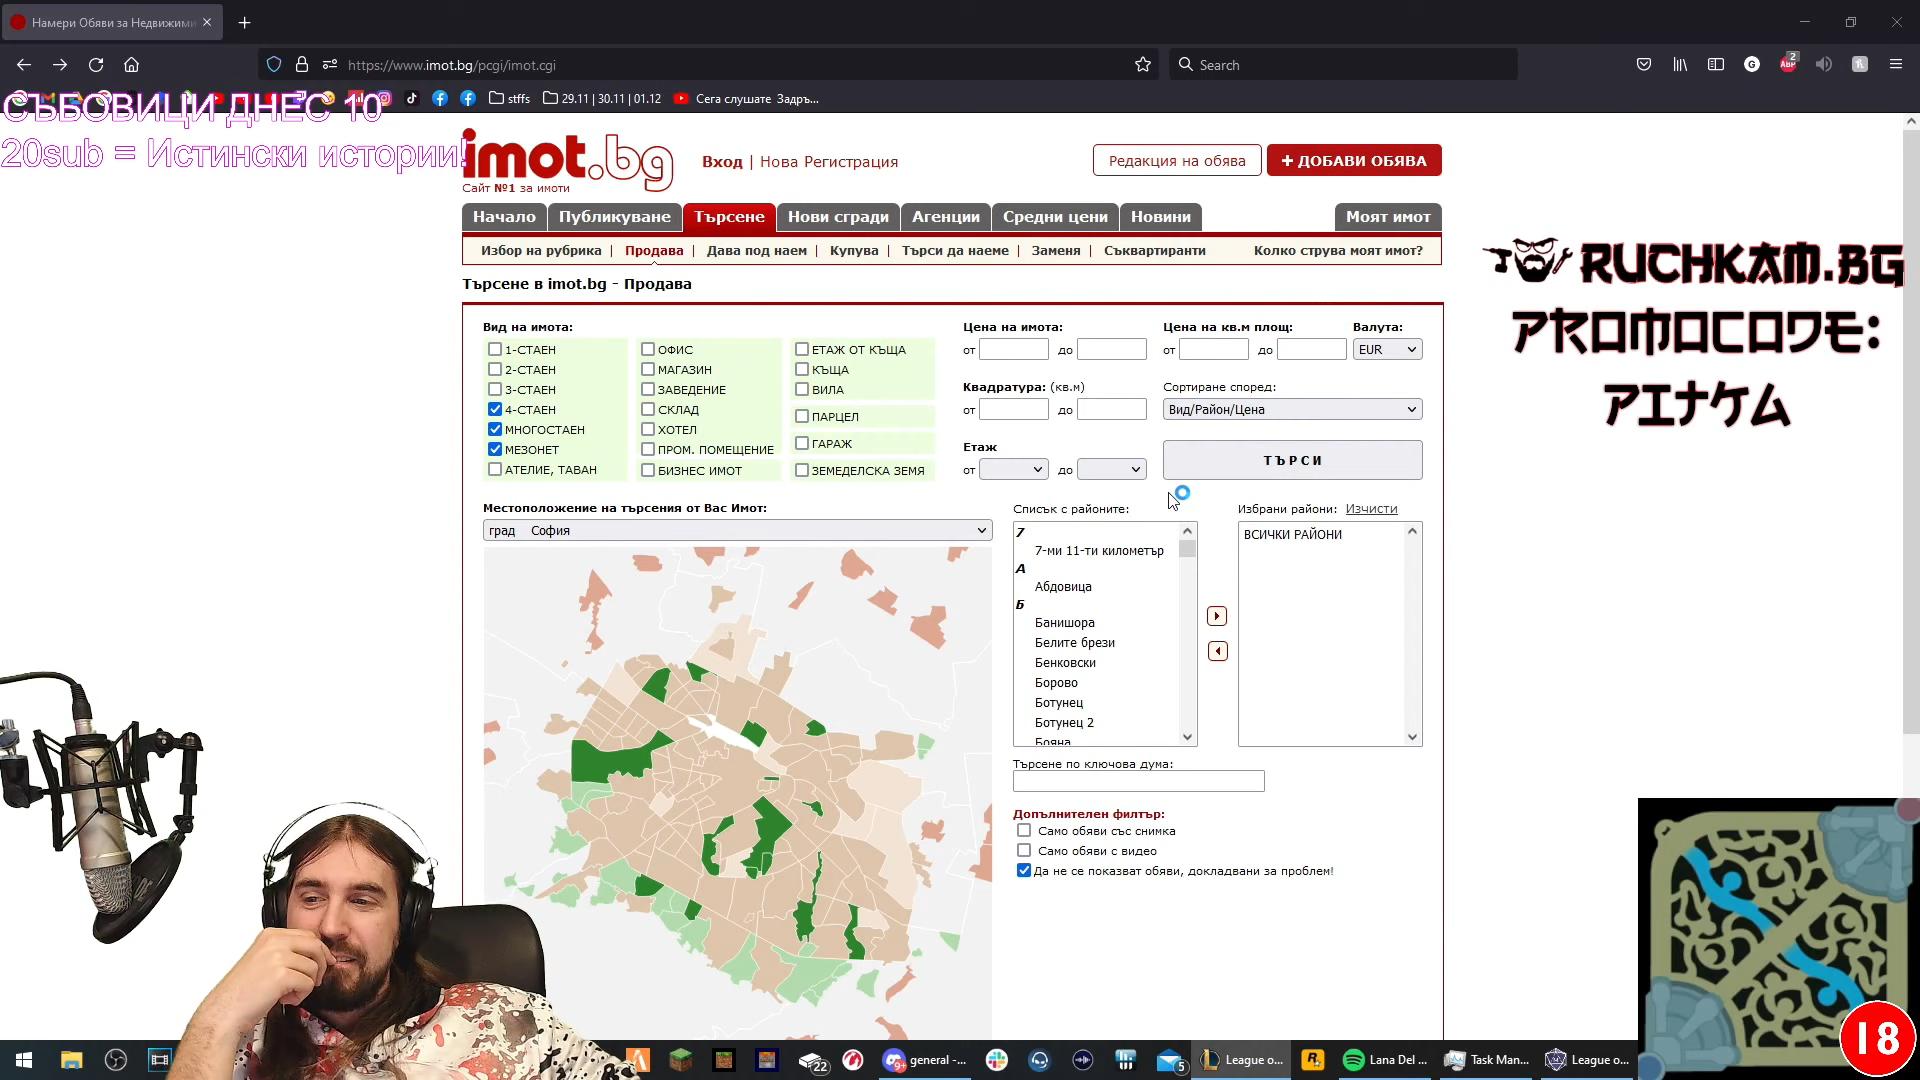 Намери Обяви за Недвижими
https://www.imot.bg/pcgi/imot.cgi
Search
2
stffs
29.11 | 30.11 | 01.12
Сега слушате Задръ...
СЪБОВИЦИ ДНЕС 10
20sub = Истински истории!
imot.bg
Сайт №1 за имоти
Вход | Нова Регистрация
Редакция на обява
+ ДОБАВИ ОБЯВА
Начало
Публикуване
Търсене
Нови сгради
Агенции
Средни цени
Новини
Моят имот
Избор на рубрика | Продава | Дава под наем | Купува | Търси да наеме | Заменя | Съквартиранти
Колко струва моят имот?
Търсене в imot.bg - Продава
Вид на имота:
1-СТАЕН
2-СТАЕН
3-СТАЕН
4-СТАЕН
МНОГОСТАЕН
МЕЗОНЕТ
АТЕЛИЕ, ТАВАН
ОФИС
МАГАЗИН
ЗАВЕДЕНИЕ
СКЛАД
ХОТЕЛ
ПРОМ. ПОМЕЩЕНИЕ
БИЗНЕС ИМОТ
ЕТАЖ ОТ КЪЩА
КЪЩА
ВИЛА
ПАРЦЕЛ
ГАРАЖ
ЗЕМЕДЕЛСКА ЗЕМЯ
Цена на имота:
от до
Цена на кв.м площ:
от до
Валута:
EUR
Квадратура: (кв.м)
от до
Сортиране според:
Вид/Район/Цена
Етаж
от до
ТЪРСИ
Местоположение на търсения от Вас Имот:
град София
Списък с районите:
7
7-ми 11-ти километър
А
Абдовица
Б
Банишора
Белите брези
Бенковски
Борово
Ботунец
Ботунец 2
Бояна
Избрани райони: Изчисти
ВСИЧКИ РАЙОНИ
Търсене по ключова дума:
Допълнителен филтър:
Само обяви със снимка
Само обяви с видео
Да не се показват обяви, докладвани за проблем!
RUCHKAM.BG
PROMOCODE:
PINTKA
18
22
9+
general -...
5
League o...
Lana Del ...
Task Man...
League o...